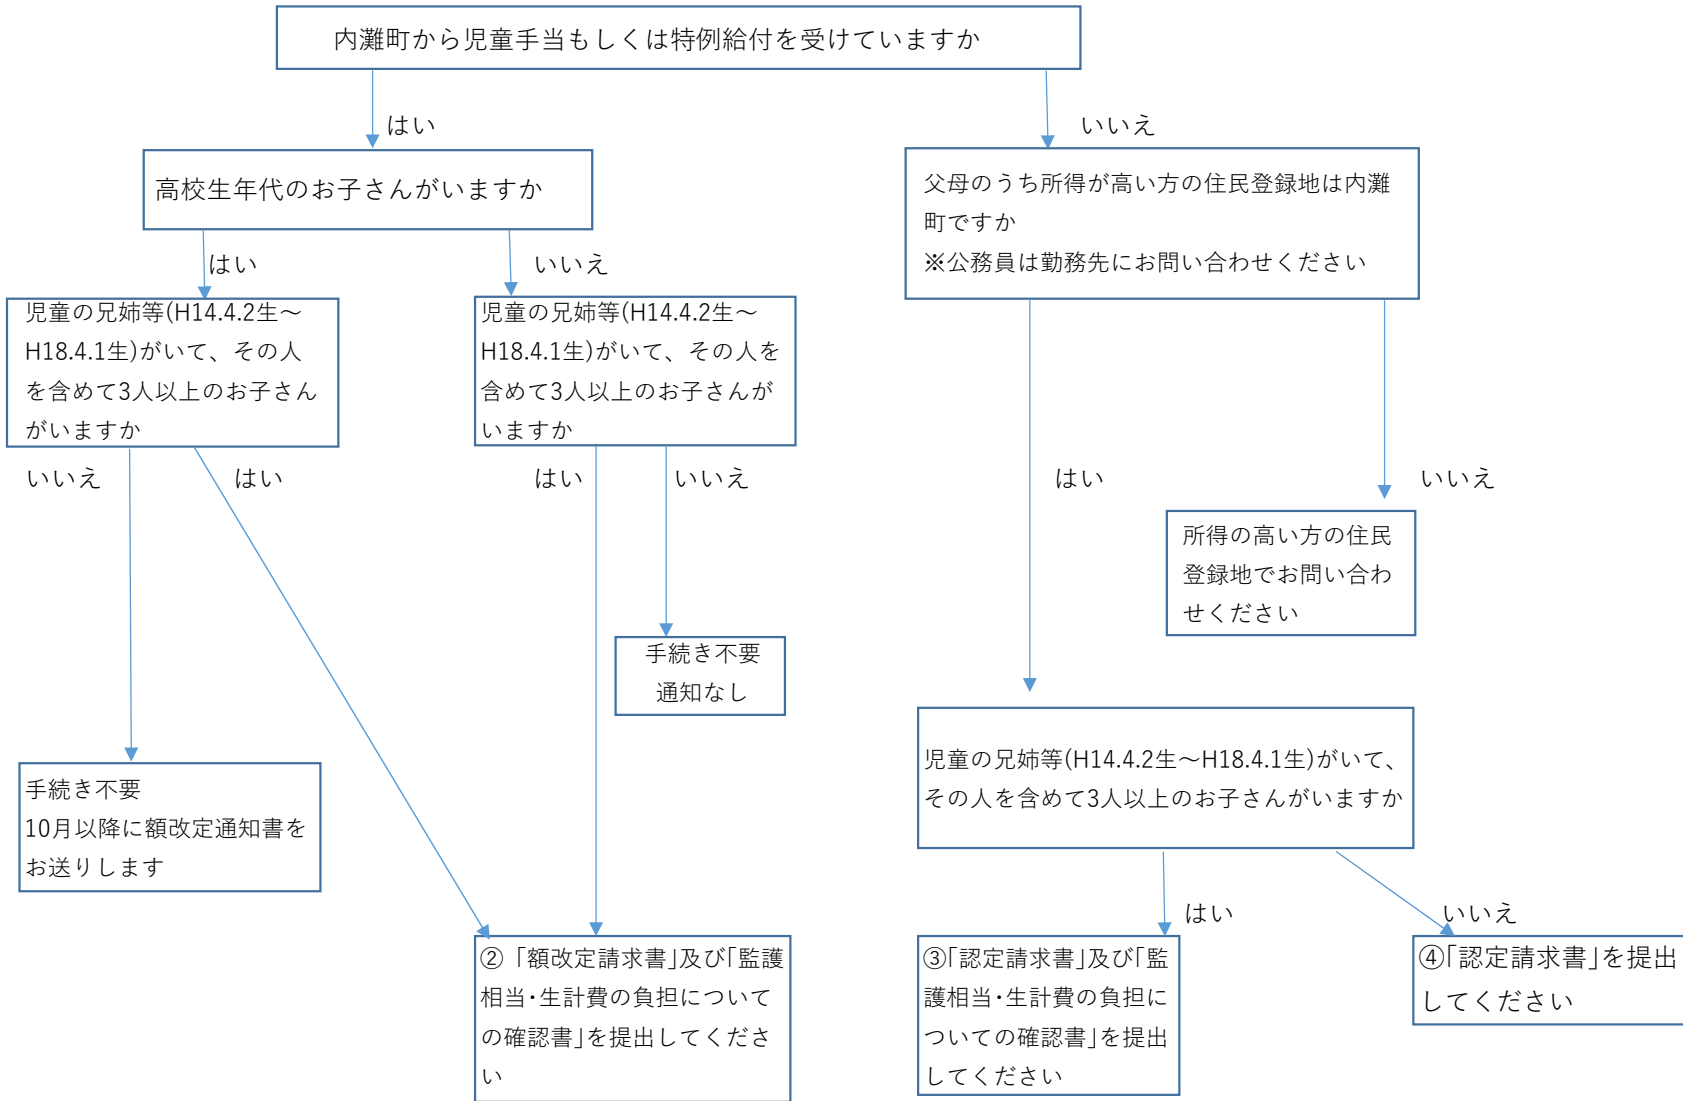 内灘町から児童手当もしくは特例給付を受けていますか
はい
いいえ
高校生年代のお子さんがいますか
父母のうち所得が高い方の住民登録地は内灘
町ですか
※公務員は勤務先にお問い合わせください
はい
いいえ
児童の兄姉等(H14.4.2生～
H18.4.1生)がいて、その人
を含めて3人以上のお子さん
がいますか
児童の兄姉等(H14.4.2生～
H18.4.1生)がいて、その人を
含めて3人以上のお子さんが
いますか
いいえ
はい
はい
いいえ
はい
いいえ
所得の高い方の住民
登録地でお問い合わ
せください
手続き不要
通知なし
児童の兄姉等(H14.4.2生～H18.4.1生)がいて、
その人を含めて3人以上のお子さんがいますか
手続き不要
10月以降に額改定通知書を
お送りします
はい
いいえ
②「額改定請求書」及び「監護
相当･生計費の負担について
の確認書」を提出してくださ
い
③「認定請求書」及び「監
護相当･生計費の負担に
ついての確認書」を提出
してください
④「認定請求書」を提出
してください